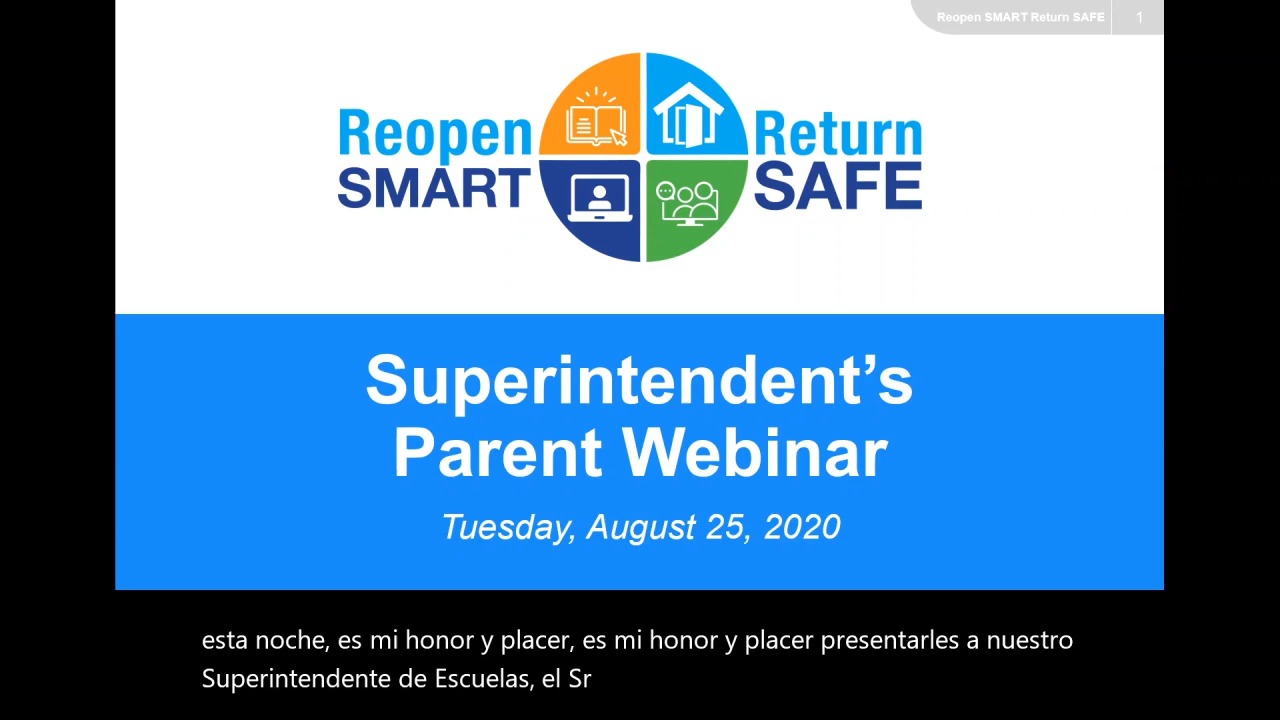 Reopen SMART Return SAFE 1
Reopen
SMART
Return
SAFE
Superintendent’s
Parent Webinar
Tuesday, August 25, 2020
esta noche, es mi honor y placer, es mi honor y placer presentarles a nuestro
Superintendente de Escuelas, el Sr